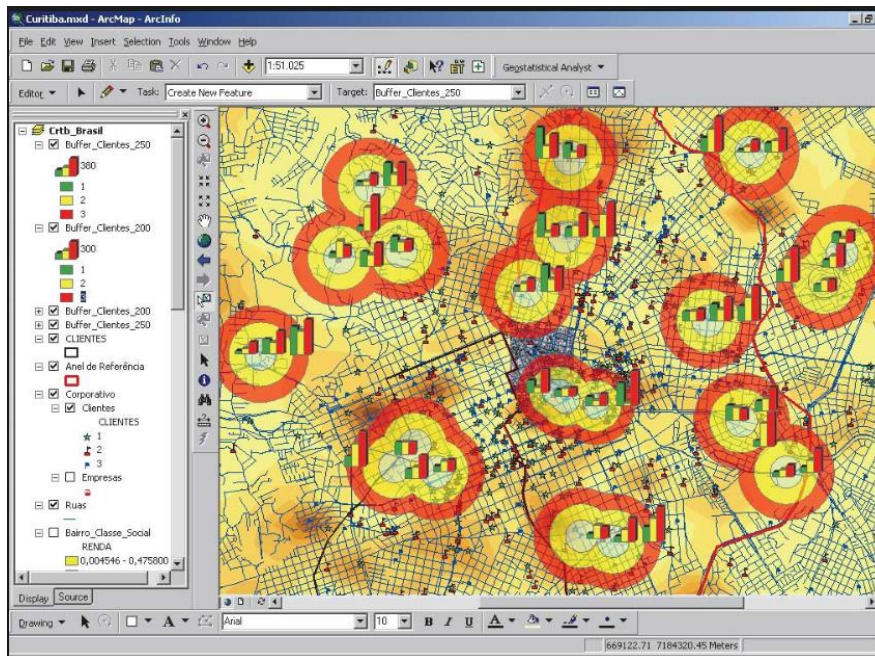 Curitiba.mxd - ArcMap - ArcInfo
File Edit View Insert Selection Tools Window Help
1:51.025
Geostatistical Analyst
Editor
Task:
Create New Feature
Target:
Buffer_Clientes_250
Crtb_Brasil
Buffer_Clientes_250
380
1
2
3
Buffer_Clientes_200
300
1
2
3
Buffer_Clientes_200
Buffer_Clientes_250
CLIENTES
Anel de Referência
Corporativo
Clientes
CLIENTES
1
2
3
Empresas
Ruas
Bairro_Classe_Social
RENDA
0,004546 - 0,475800
Display Source
Drawing
A
Arial
10
B I U A
669122.71 7184320.45 Meters